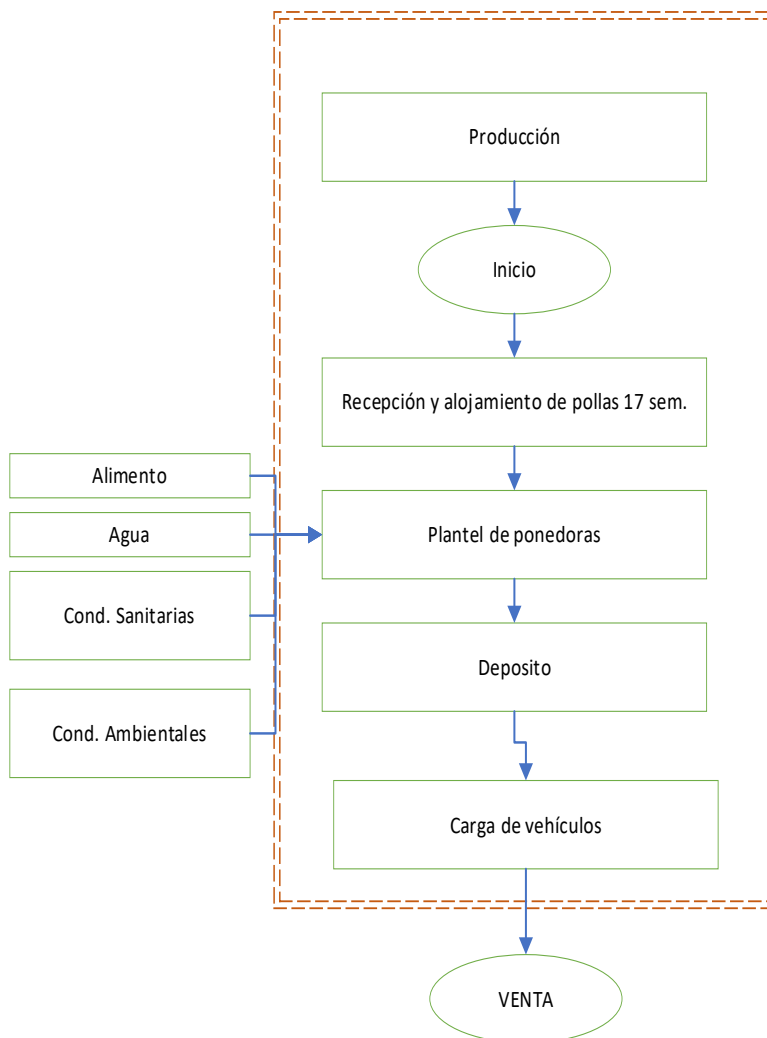 Producción
Inicio
Recepción y alojamiento de pollas 17 sem.
Alimento
Agua
Plantel de ponedoras
Cond. Sanitarias
Deposito
Cond. Ambientales
Carga de vehículos
VENTA